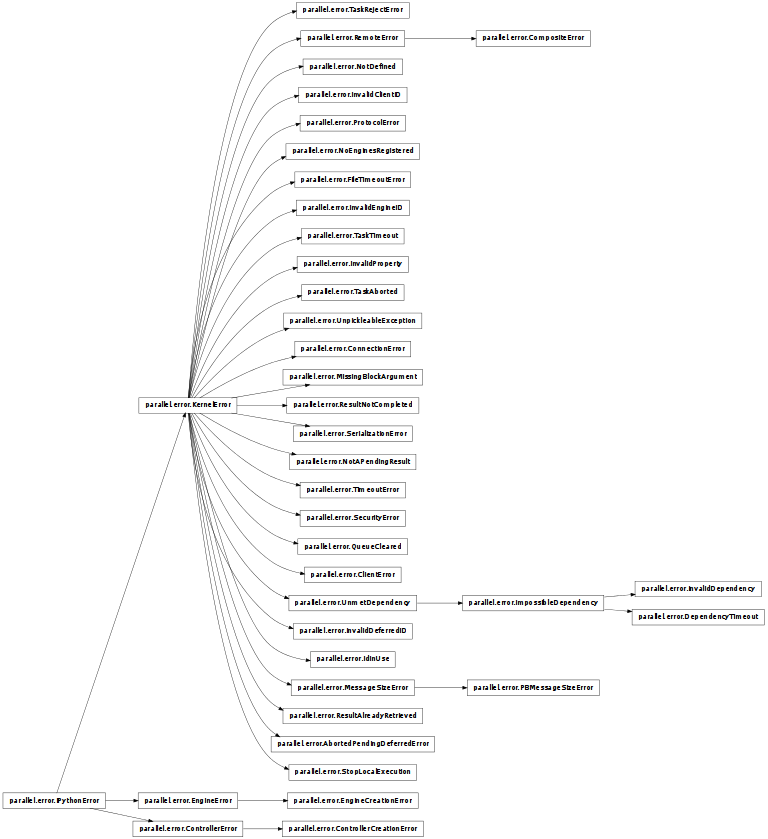 parallel.error.TaskRejectError
parallel.error.RemoteError
parallel.error.CompositeError
parallel.error.NotDefined
parallel.error.InvalidClientID
parallel.error.ProtocolError
parallel.error.NoEnginesRegistered
parallel.error.FileTimeoutError
parallel.error.InvalidEngineID
parallel.error.TaskTimeout
parallel.error.InvalidProperty
parallel.error.TaskAborted
parallel.error.UnpickleableException
parallel.error.ConnectionError
parallel.error.MissingBlockArgument
parallel.error.KernelError
parallel.error.ResultNotCompleted
parallel.error.SerializationError
parallel.error.NotAPendingResult
parallel.error.TimeoutError
parallel.error.SecurityError
parallel.error.QueueCleared
parallel.error.ClientError
parallel.error.UnmetDependency
parallel.error.ImpossibleDependency
parallel.error.InvalidDependency
parallel.error.DependencyTimeout
parallel.error.InvalidDeferredID
parallel.error.IdInUse
parallel.error.MessageSizeError
parallel.error.PBMessageSizeError
parallel.error.ResultAlreadyRetrieved
parallel.error.AbortedPendingDeferredError
parallel.error.StopLocalExecution
parallel.error.IPythonError
parallel.error.EngineError
parallel.error.EngineCreationError
parallel.error.ControllerError
parallel.error.ControllerCreationError